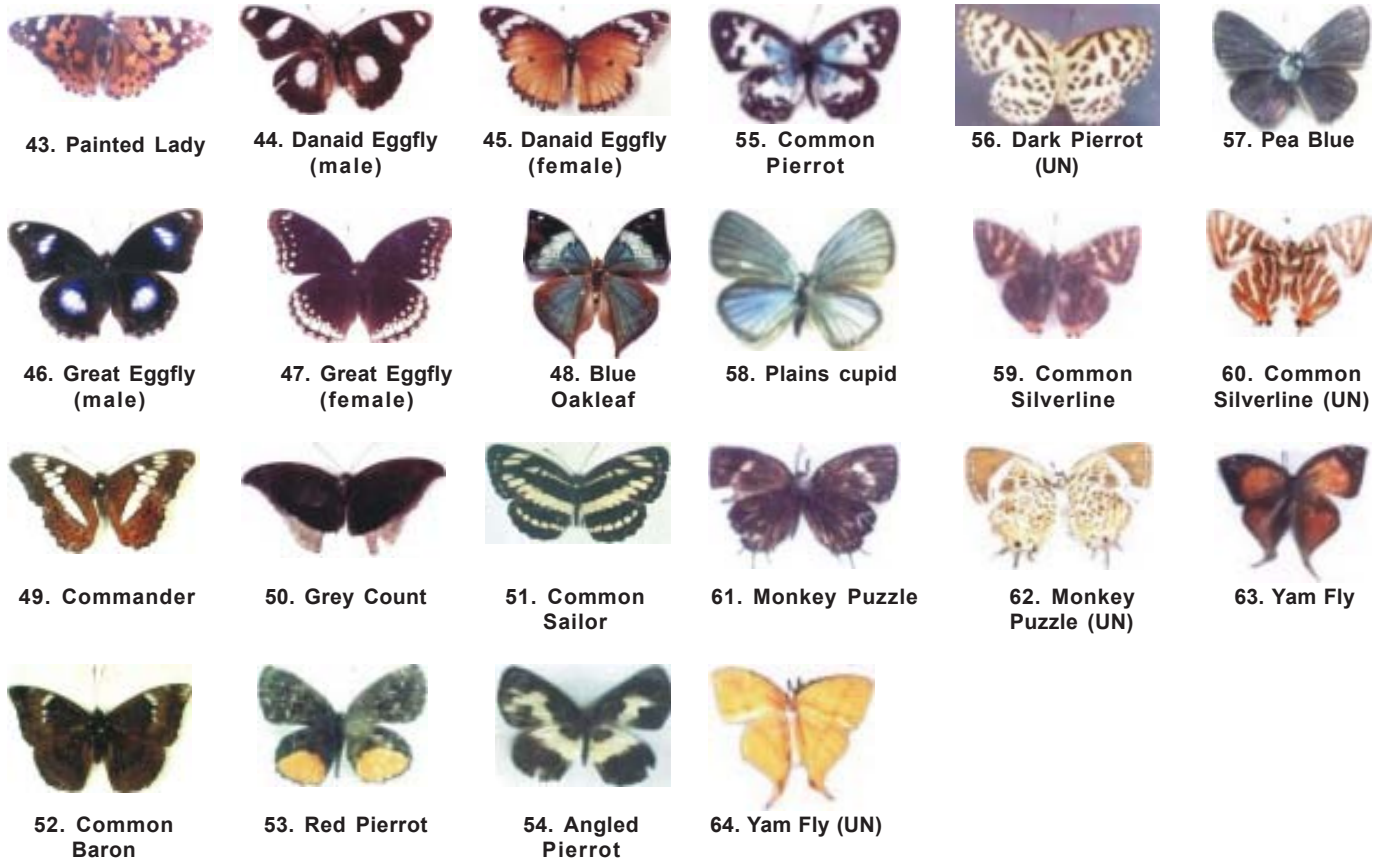 43. Painted Lady
44. Danaid Eggfly
(male)
45. Danaid Eggfly
(female)
55. Common
Pierrot
56. Dark Pierrot
(UN)
57. Pea Blue
46. Great Eggfly
(male)
47. Great Eggfly
(female)
48. Blue
Oakleaf
58. Plains cupid
59. Common
Silverline
60. Common
Silverline (UN)
49. Commander
50. Grey Count
51. Common
Sailor
61. Monkey Puzzle
62. Monkey
Puzzle (UN)
63. Yam Fly
52. Common
Baron
53. Red Pierrot
54. Angled
Pierrot
64. Yam Fly (UN)